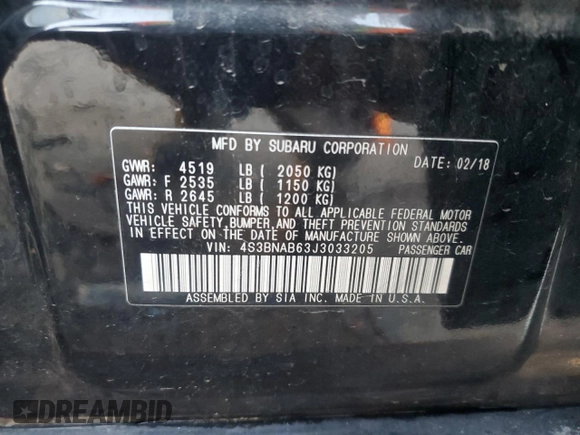 MFD BY SUBARU CORPORATION
GVWR: 4519 LB ( 2050 KG) DATE: 02/18
GAWR: F 2535 LB ( 1150 KG)
GAWR: R 2645 LB ( 1200 KG)
THIS VEHICLE CONFORMS TO ALL APPLICABLE FEDERAL MOTOR
VEHICLE SAFETY, BUMPER, AND THEFT PREVENTION STANDARDS
IN EFFECT ON THE DATE OF MANUFACTURE SHOWN ABOVE.
VIN: 4S3BNAB63J3033205 PASSENGER CAR
ASSEMBLED BY SIA INC. MADE IN U.S.A.
DREAMBID